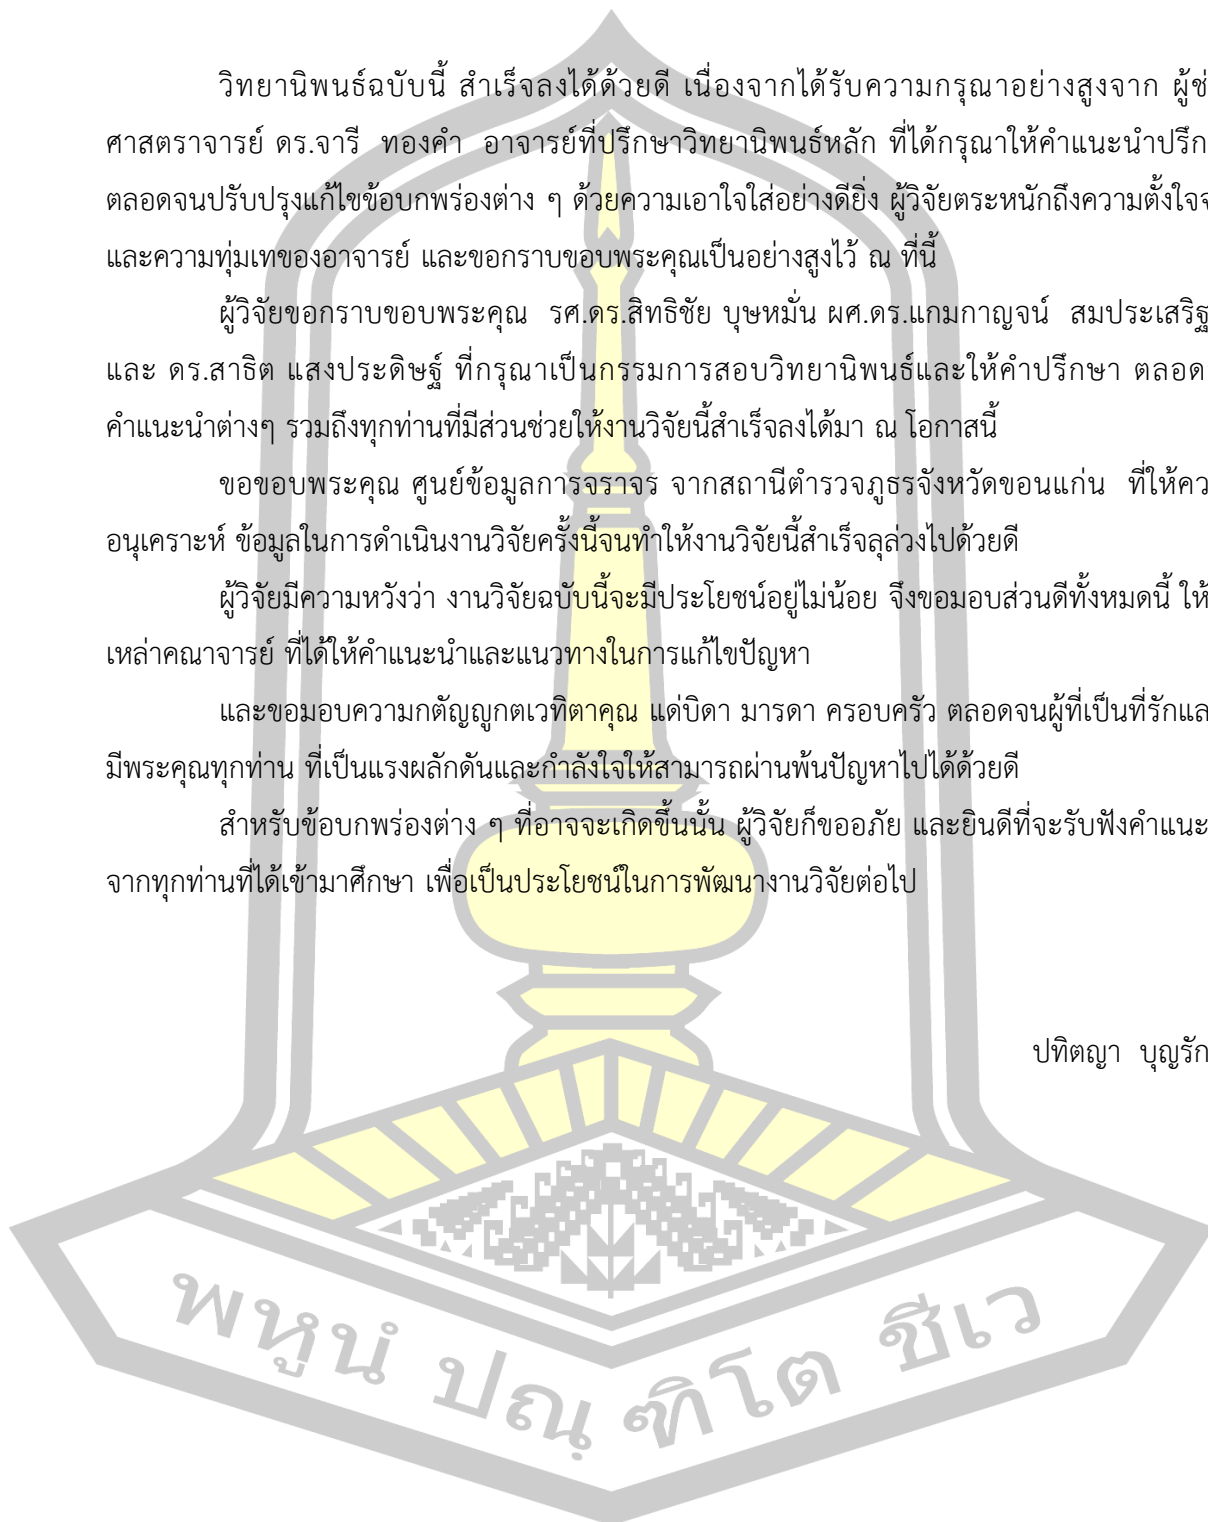 วิทยานิพนธ์ฉบับนี้ สำเร็จลงได้ด้วยดี เนื่องจากได้รับความกรุณาอย่างสูงจาก ผู้ช่
ศาสตราจารย์ ดร.จารี ทองคำ อาจารย์ที่ปรึกษาวิทยานิพนธ์หลัก ที่ได้กรุณาให้คำแนะนำปรึก
ตลอดจนปรับปรุงแก้ไขข้อบกพร่องต่าง ๆ ด้วยความเอาใจใส่อย่างดียิ่ง ผู้วิจัยตระหนักถึงความตั้งใจจ
และความทุ่มเทของอาจารย์ และขอกราบขอบพระคุณเป็นอย่างสูงไว้ ณ ที่นี้
ผู้วิจัยขอกราบขอบพระคุณ รศ.ดร.สิทธิชัย บุษหมั่น ผศ.ดร.แกมกาญจน์ สมประเสริฐ
และ ดร.สาธิต แสงประดิษฐ์ ที่กรุณาเป็นกรรมการสอบวิทยานิพนธ์และให้คำปรึกษา ตลอด
คำแนะนำต่างๆ รวมถึงทุกท่านที่มีส่วนช่วยให้งานวิจัยนี้สำเร็จลงได้มา ณ โอกาสนี้
ขอขอบพระคุณ ศูนย์ข้อมูลการจราจร จากสถานีตำรวจภูธรจังหวัดขอนแก่น ที่ให้คว
อนุเคราะห์ ข้อมูลในการดำเนินงานวิจัยครั้งนี้จนทำให้งานวิจัยนี้สำเร็จลุล่วงไปด้วยดี
ผู้วิจัยมีความหวังว่า งานวิจัยฉบับนี้จะมีประโยชน์อยู่ไม่น้อย จึงขอมอบส่วนดีทั้งหมดนี้ ให้
เหล่าคณาจารย์ ที่ได้ให้คำแนะนำและแนวทางในการแก้ไขปัญหา
และขอมอบความกตัญญูกตเวทิตาคุณ แด่บิดา มารดา ครอบครัว ตลอดจนผู้ที่เป็นที่รักแล
มีพระคุณทุกท่าน ที่เป็นแรงผลักดันและกำลังใจให้สามารถผ่านพ้นปัญหาไปได้ด้วยดี
สำหรับข้อบกพร่องต่าง ๆ ที่อาจจะเกิดขึ้นนั้น ผู้วิจัยก็ขออภัย และยินดีที่จะรับฟังคำแนะ
จากทุกท่านที่ได้เข้ามาศึกษา เพื่อเป็นประโยชน์ในการพัฒนางานวิจัยต่อไป
ปทิตญา บุญรัก
พหูนํ ปณฺฑิโต ชีเว